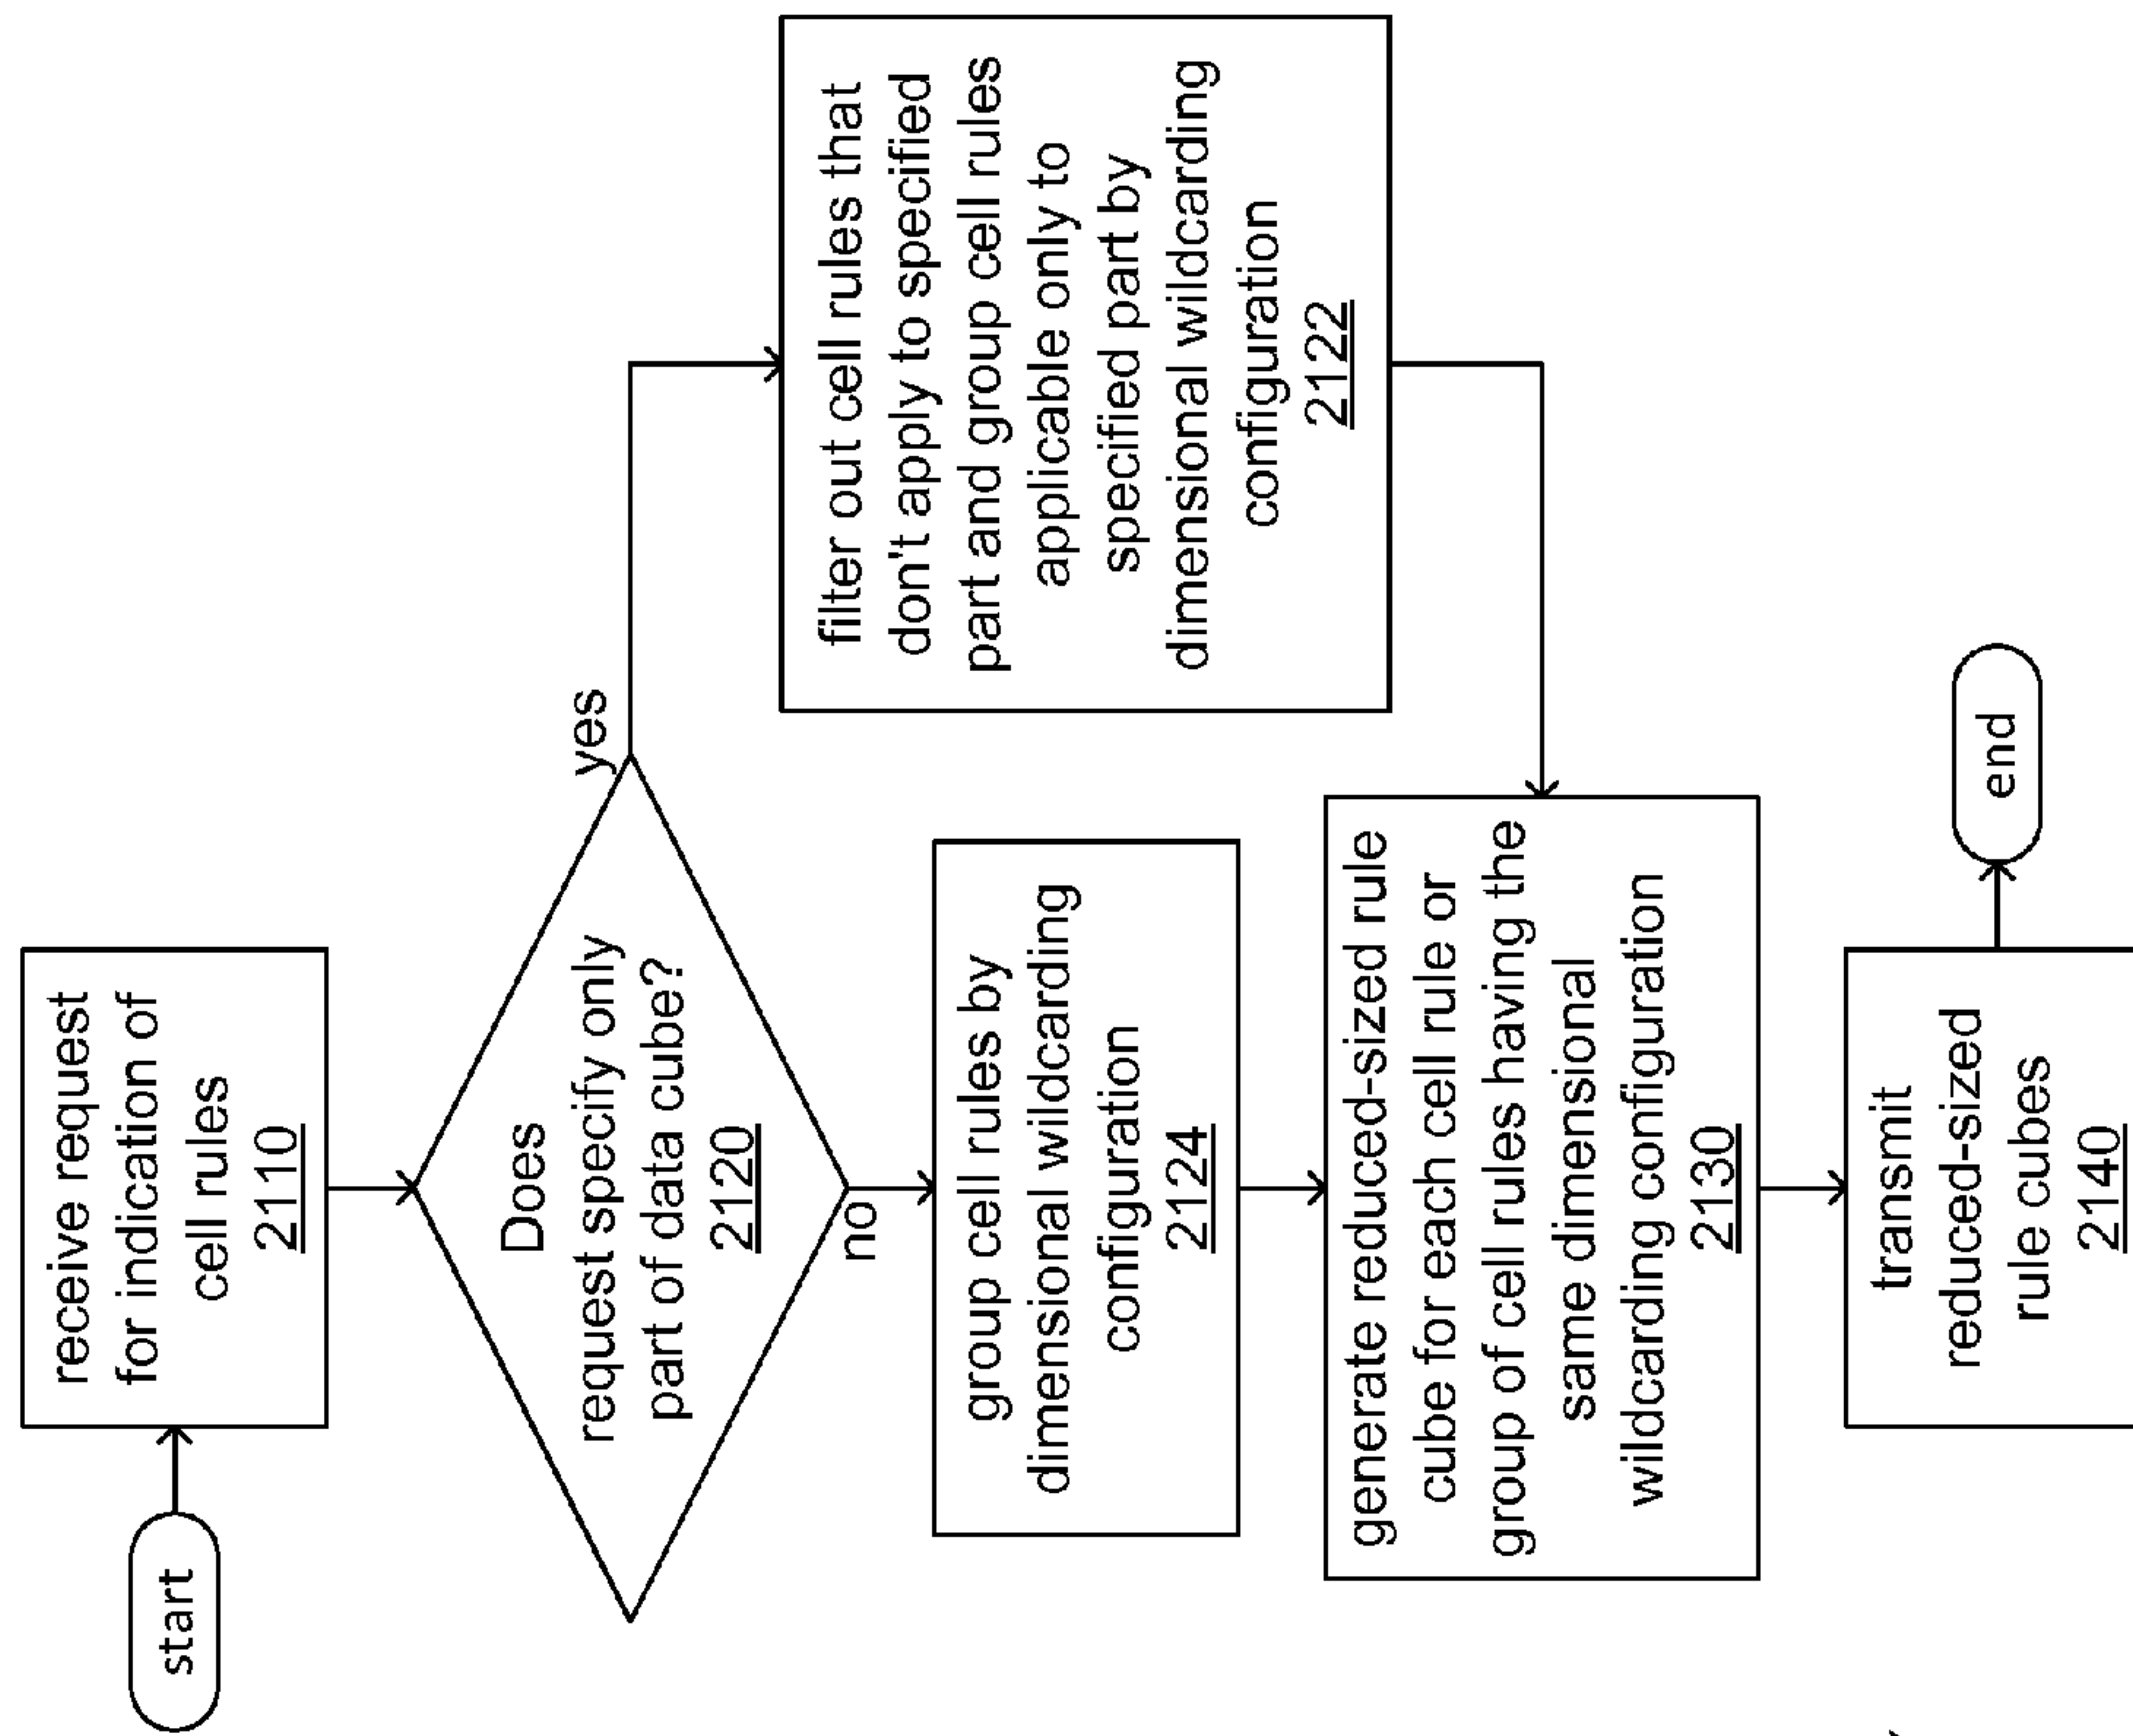 start
receive request
for indication of
cell rules
2110
Does
request specify only
part of data cube?
2120
yes
no
filter out cell rules that
don't apply to specified
part and group cell rules
applicable only to
specified part by
dimensional wildcarding
configuration
2122
group cell rules by
dimensional wildcarding
configuration
2124
generate reduced-sized rule
cube for each cell rule or
group of cell rules having the
same dimensional
wildcarding configuration
2130
transmit
reduced-sized
rule cubes
2140
end